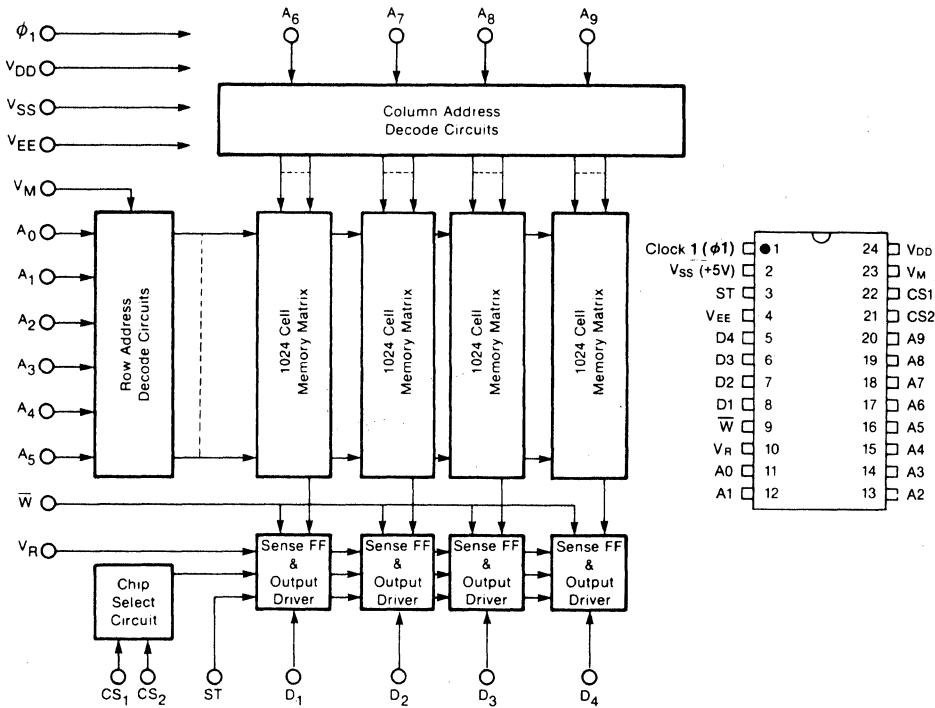 ϕ1
VDD
VSS
VEE
VM
A0
A1
A2
A3
A4
A5
W̅
VR
A6 A7 A8 A9
Column Address
Decode Circuits
Row Address
Decode Circuits
1024 Cell
Memory Matrix
1024 Cell
Memory Matrix
1024 Cell
Memory Matrix
1024 Cell
Memory Matrix
Sense FF
&
Output
Driver
Sense FF
&
Output
Driver
Sense FF
&
Output
Driver
Sense FF
&
Output
Driver
Chip
Select
Circuit
CS1 CS2 ST D1 D2 D3 D4
Clock 1 (ϕ1) 1 24 VDD
VSS (+5V) 2 23 VM
ST 3 22 CS1
VEE 4 21 CS2
D4 5 20 A9
D3 6 19 A8
D2 7 18 A7
D1 8 17 A6
W̅ 9 16 A5
VR 10 15 A4
A0 11 14 A3
A1 12 13 A2